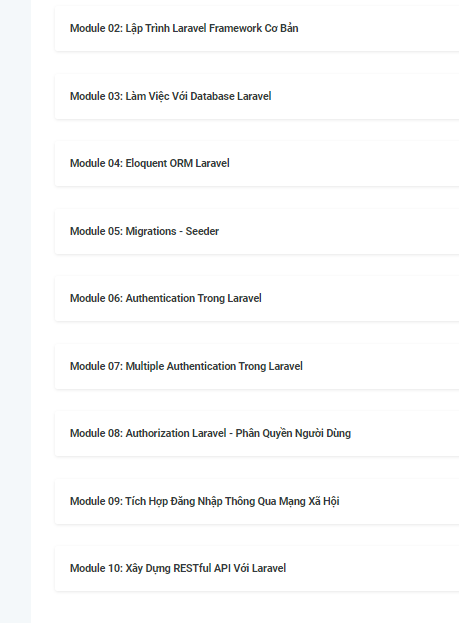 Module 02: Lập Trình Laravel Framework Cơ Bản
Module 03: Làm Việc Với Database Laravel
Module 04: Eloquent ORM Laravel
Module 05: Migrations - Seeder
Module 06: Authentication Trong Laravel
Module 07: Multiple Authentication Trong Laravel
Module 08: Authorization Laravel - Phân Quyền Người Dùng
Module 09: Tích Hợp Đăng Nhập Thông Qua Mạng Xã Hội
Module 10: Xây Dựng RESTful API Với Laravel